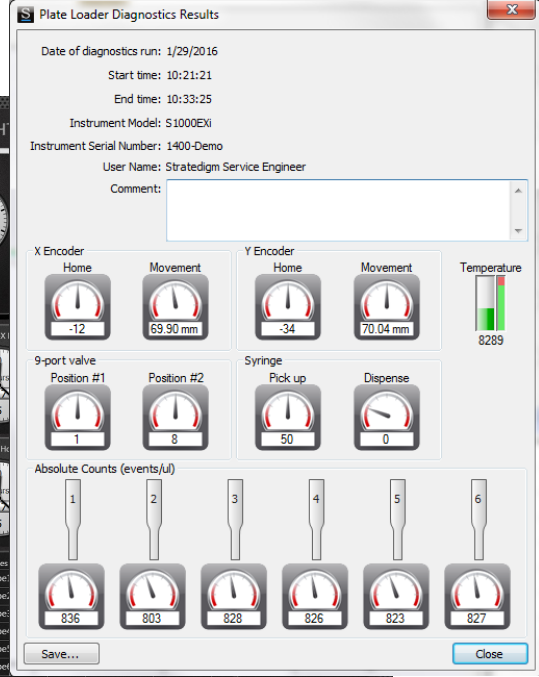 S Plate Loader Diagnostics Results
Date of diagnostics run: 1/29/2016
Start time: 10:21:21
End time: 10:33:25
Instrument Model: S1000EXi
Instrument Serial Number: 1400-Demo
User Name: Stratedigm Service Engineer
Comment:
X Encoder Y Encoder
Home Movement Home Movement Temperature
-12 69.90 mm -34 70.04 mm
8289
9-port valve Syringe
Position #1 Position #2 Pick up Dispense
1 8 50 0
Absolute Counts (events/ul)
1 2 3 4 5 6
836 803 828 826 823 827
Save... Close